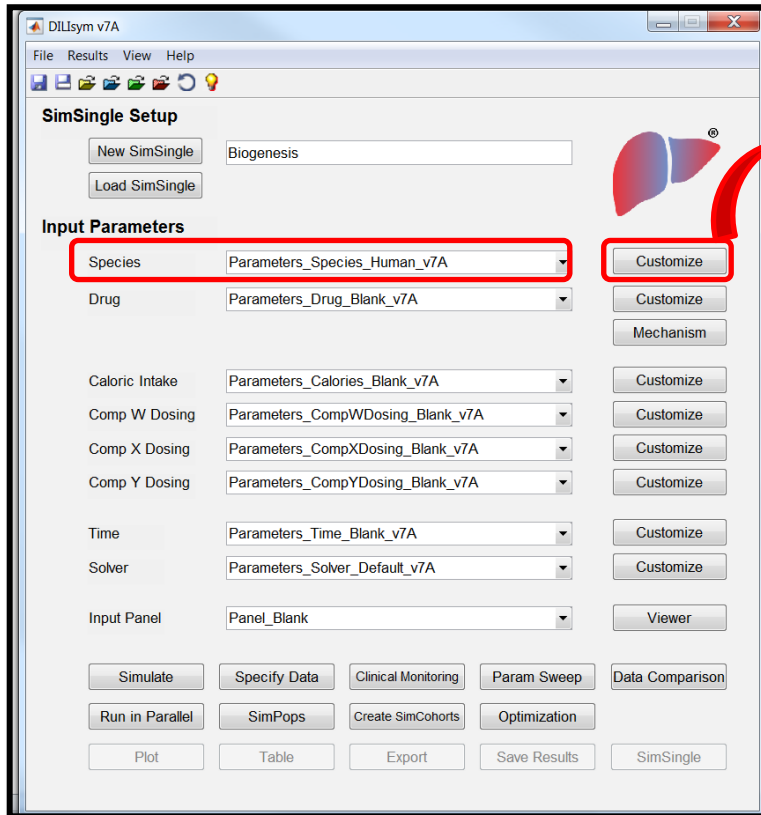 DILIsym v7A
X
File Results View Help
SimSingle Setup
New SimSingle Biogenesis
®
Load SimSingle
Input Parameters
Species Parameters_Species_Human_v7A Customize
Drug Parameters_Drug_Blank_v7A Customize
Mechanism
Caloric Intake Parameters_Calories_Blank_v7A Customize
Comp W Dosing Parameters_CompWDosing_Blank_v7A Customize
Comp X Dosing Parameters_CompXDosing_Blank_v7A Customize
Comp Y Dosing Parameters_CompYDosing_Blank_v7A Customize
Time Parameters_Time_Blank_v7A Customize
Solver Parameters_Solver_Default_v7A Customize
Input Panel Panel_Blank Viewer
Simulate Specify Data Clinical Monitoring Param Sweep Data Comparison
Run in Parallel SimPops Create SimCohorts Optimization
Plot Table Export Save Results SimSingle